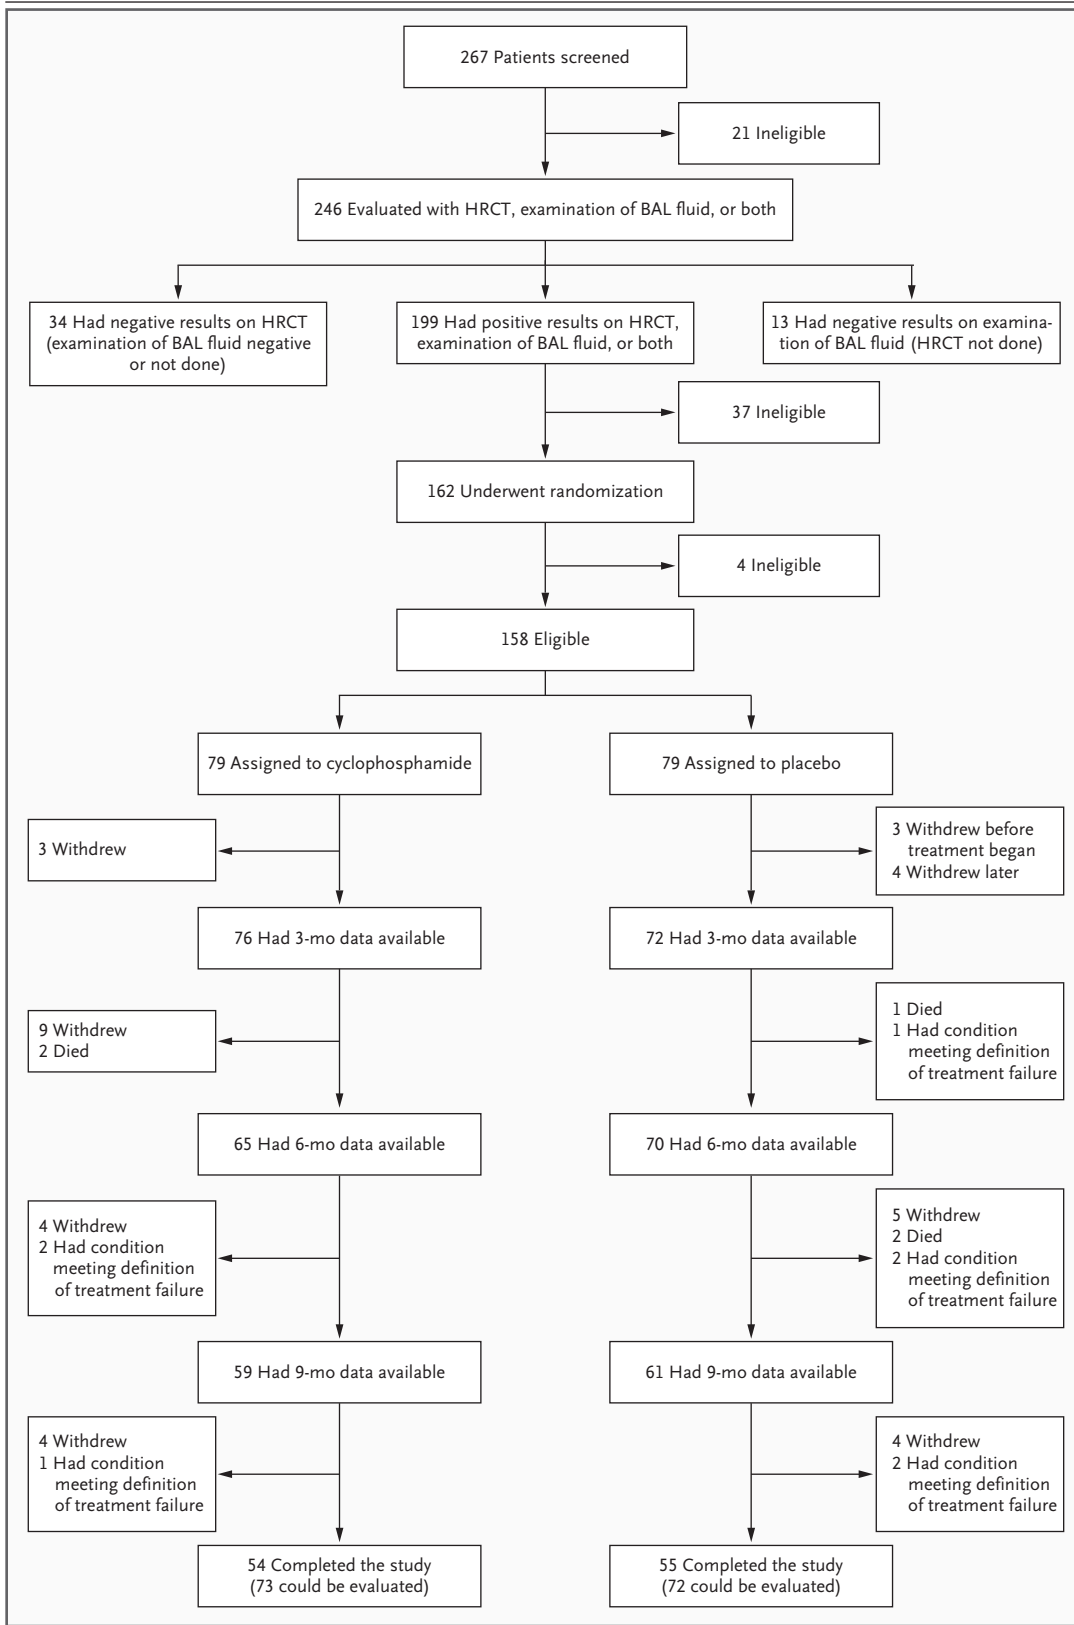 267 Patients screened
21 Ineligible
246 Evaluated with HRCT, examination of BAL fluid, or both
34 Had negative results on HRCT
(examination of BAL fluid negative
or not done)
199 Had positive results on HRCT,
examination of BAL fluid, or both
13 Had negative results on examina-
tion of BAL fluid (HRCT not done)
37 Ineligible
162 Underwent randomization
4 Ineligible
158 Eligible
79 Assigned to cyclophosphamide
79 Assigned to placebo
3 Withdrew
3 Withdrew before
treatment began
4 Withdrew later
76 Had 3-mo data available
72 Had 3-mo data available
9 Withdrew
2 Died
1 Died
1 Had condition
meeting definition
of treatment failure
65 Had 6-mo data available
70 Had 6-mo data available
4 Withdrew
2 Had condition
meeting definition
of treatment failure
5 Withdrew
2 Died
2 Had condition
meeting definition
of treatment failure
59 Had 9-mo data available
61 Had 9-mo data available
4 Withdrew
1 Had condition
meeting definition
of treatment failure
4 Withdrew
2 Had condition
meeting definition
of treatment failure
54 Completed the study
(73 could be evaluated)
55 Completed the study
(72 could be evaluated)